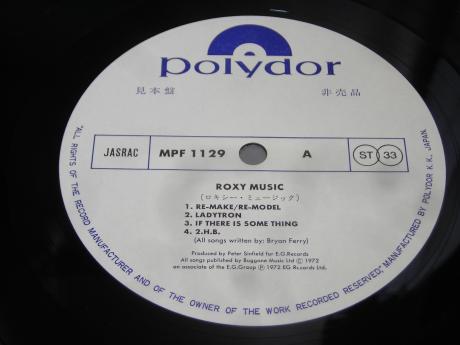 polydor
見本盤 非売品
JASRAC MPF 1129 A ST 33
ROXY MUSIC
(ロキシー・ミュージック)
1. RE-MAKE/RE-MODEL
2. LADYTRON
3. IF THERE IS SOME THING
4. 2.H.B.
(All songs written by: Bryan Ferry)
Produced by Peter Sinfield for E.G.Records
All songs published by Buggone Music Ltd Ⓒ 1972
an associate of the E.G.Group Ⓟ 1972 EG Records Ltd.
"ALL RIGHTS OF THE RECORD MANUFACTURER AND OF THE OWNER OF THE WORK RECORDED RESERVED" MANUFACTURED BY POLYDOR K.K., JAPAN.